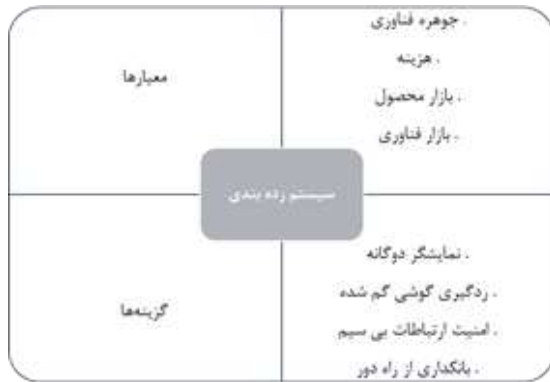 . جوهره فناوری
. هزینه
. بازار محصول
. بازار فناوری
معیارها
سیستم رده بندی
. نمایشگر دوگانه
. ردگیری گوشی گم شده
. امنیت ارتباطات بی سیم
. بانکداری از راه دور
گزینه‌ها